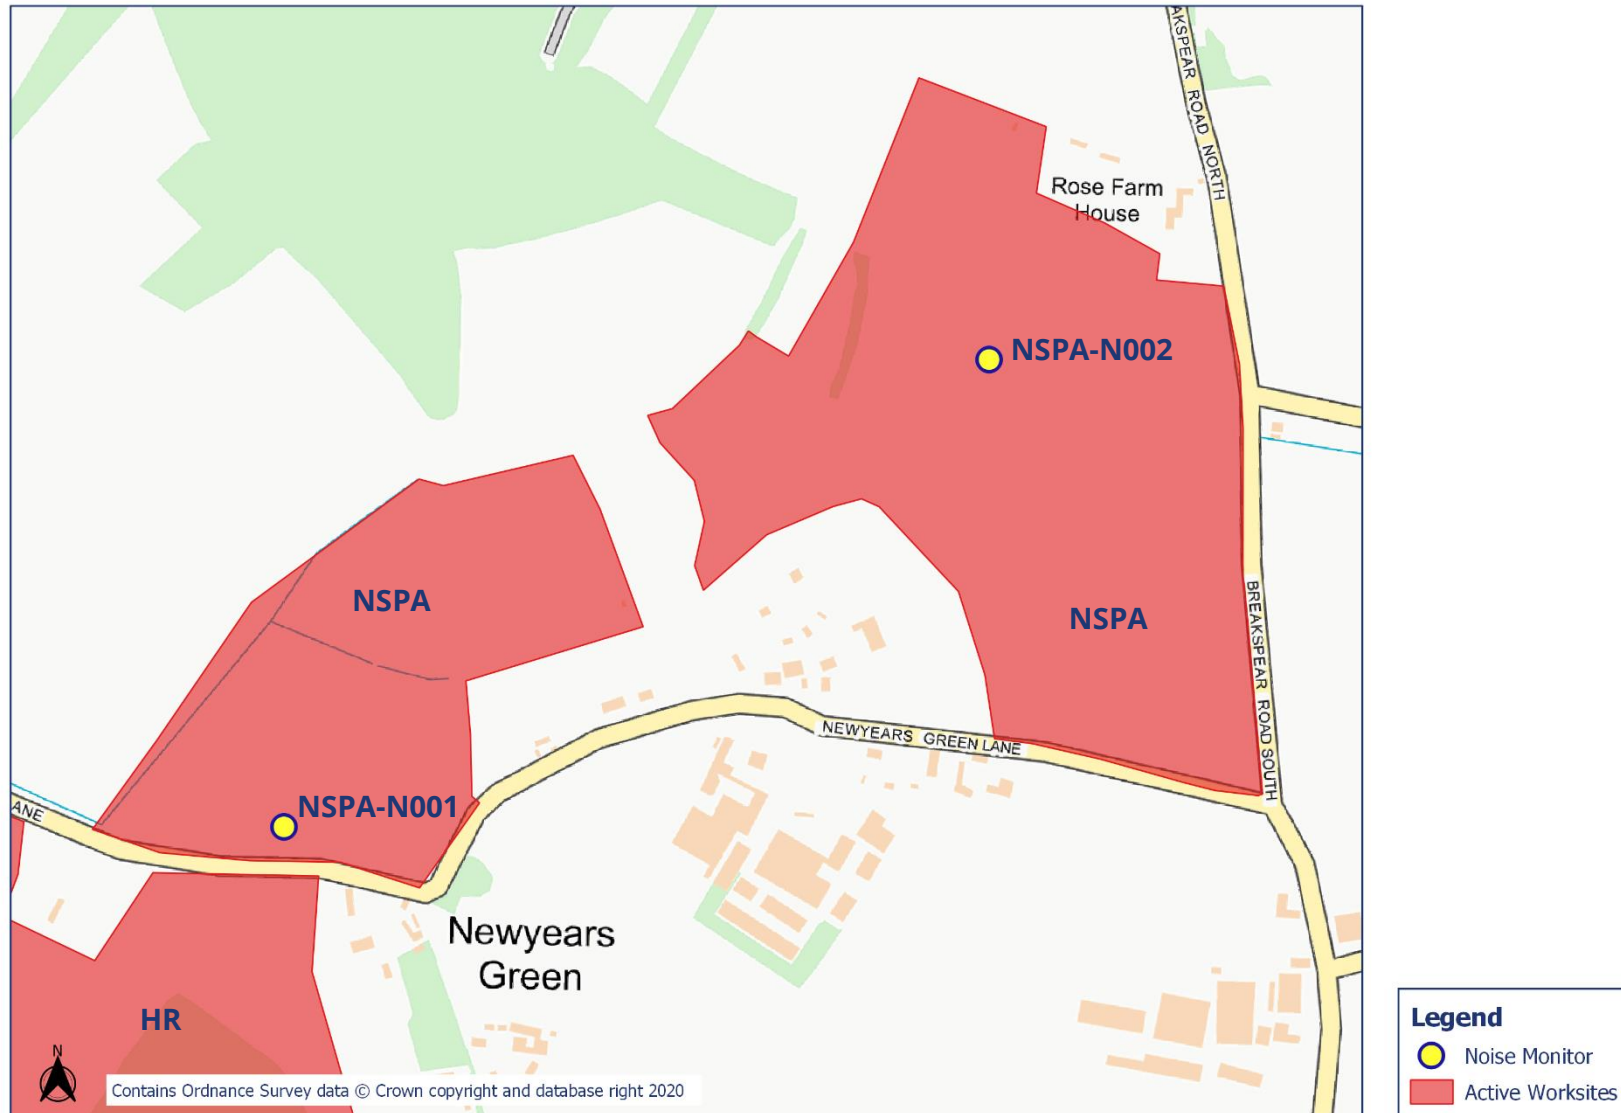 AKSPEAR ROAD NORTH
Rose Farm
House
NSPA-N002
NSPA
NSPA
BREAKSPEAR ROAD SOUTH
NEWYEARS GREEN LANE
NSPA-N001
ANE
Newyears
Green
HR
N
Contains Ordnance Survey data © Crown copyright and database right 2020
Legend
Noise Monitor
Active Worksites